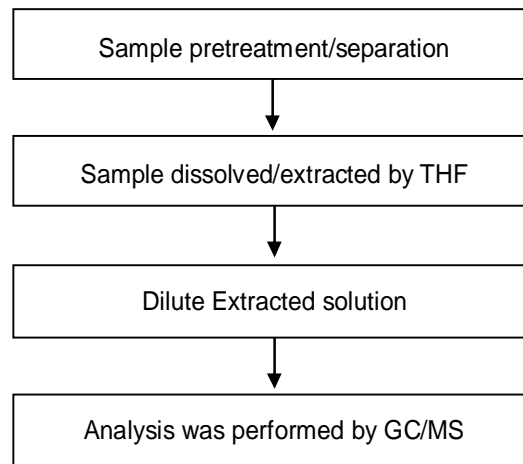 Sample pretreatment/separation
Sample dissolved/extracted by THF
Dilute Extracted solution
Analysis was performed by GC/MS